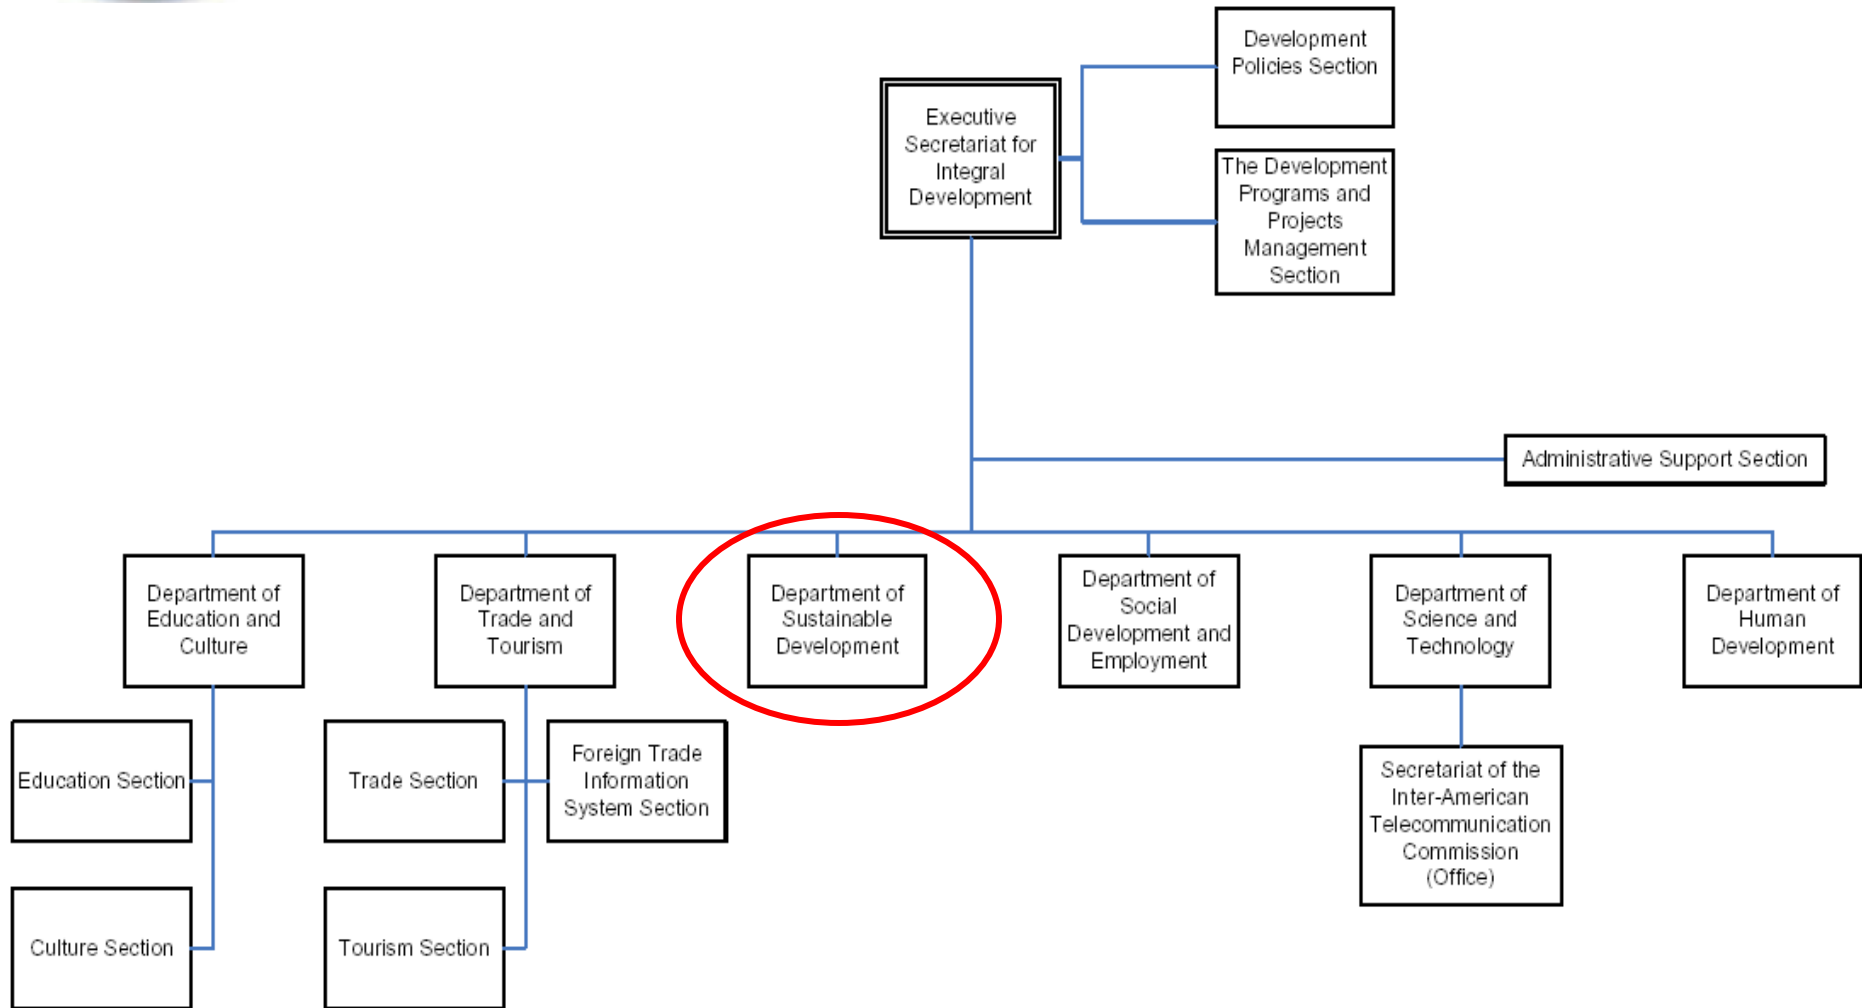 Development
Policies Section
Executive
Secretariat for
Integral
Development
The Development
Programs and
Projects
Management
Section
Administrative Support Section
Department of
Education and
Culture
Department of
Trade and
Tourism
Department of
Sustainable
Development
Department of
Social
Development and
Employment
Department of
Science and
Technology
Department of
Human
Development
Education Section
Trade Section
Foreign Trade
Information
System Section
Secretariat of the
Inter-American
Telecommunication
Commission
(Office)
Culture Section
Tourism Section